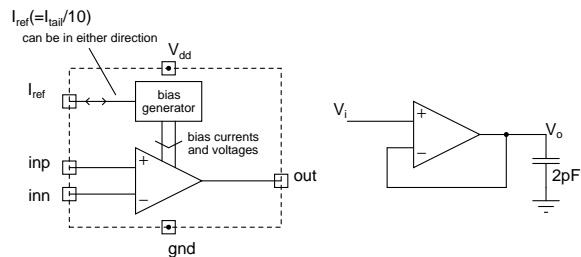 I_ref(=I_tail/10)
can be in either direction
V_dd
I_ref
bias
generator
bias currents
and voltages
inp
inn
+
−
out
gnd
V_i
+
−
V_o
2pF